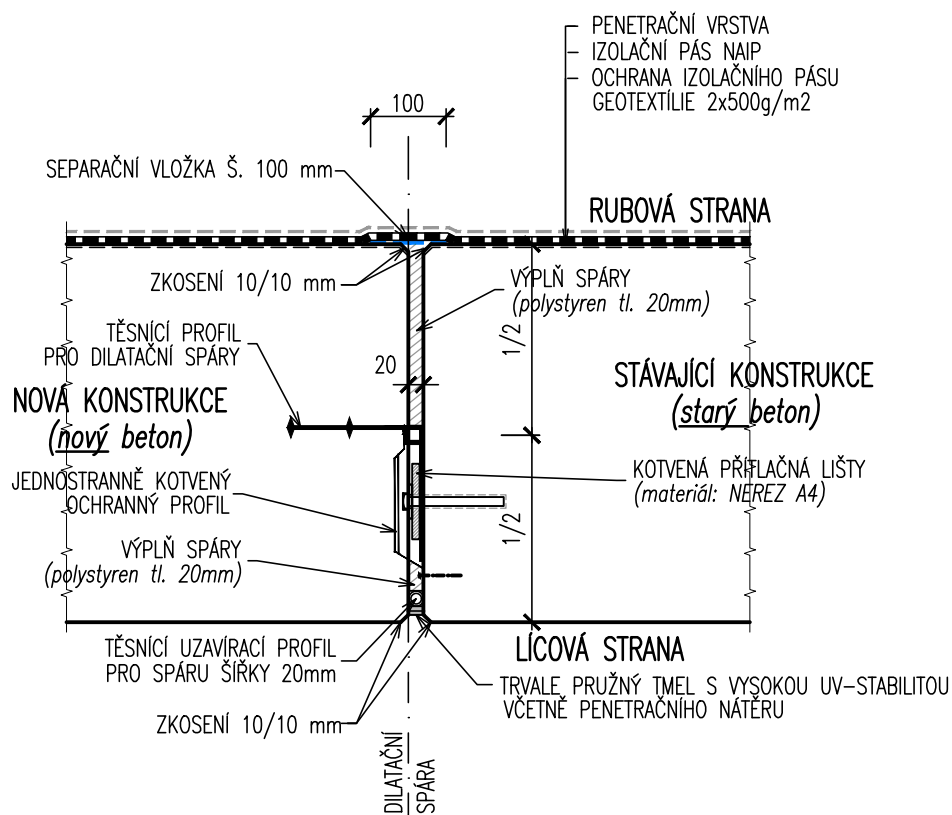 PENETRAČNÍ VRSTVA
IZOLAČNÍ PÁS NAIP
OCHRANA IZOLAČNÍHO PÁSU
GEOTEXTÍLIE 2x500g/m2
100
SEPARAČNÍ VLOŽKA Š. 100 mm
RUBOVÁ STRANA
ZKOSENÍ 10/10 mm
VÝPLŇ SPÁRY
(polystyren tl. 20mm)
TĚSNÍCÍ PROFIL
PRO DILATAČNÍ SPÁRY
1/2
20
NOVÁ KONSTRUKCE
(nový beton)
STÁVAJÍCÍ KONSTRUKCE
(starý beton)
JEDNOSTRANNĚ KOTVENÝ
OCHRANNÝ PROFIL
KOTVENÁ PŘÍTLAČNÁ LIŠTY
(materiál: NEREZ A4)
1/2
VÝPLŇ SPÁRY
(polystyren tl. 20mm)
TĚSNÍCÍ UZAVÍRACÍ PROFIL
PRO SPÁRU ŠÍŘKY 20mm
LÍCOVÁ STRANA
TRVALE PRUŽNÝ TMEL S VYSOKOU UV-STABILITOU
VČETNĚ PENETRAČNÍHO NÁTĚRU
ZKOSENÍ 10/10 mm
DILATAČNÍ
SPÁRA